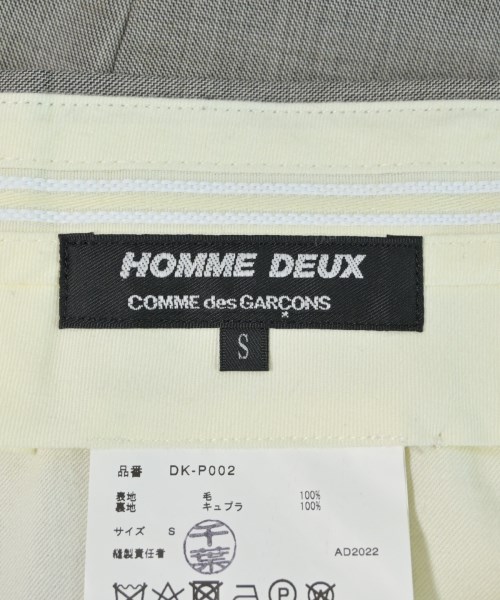 HOMME DEUX
COMME des GARÇONS
S
品番 DK-P002
表地 毛 100%
裏地 キュプラ 100%
サイズ S
千葉
縫製責任者 AD2022